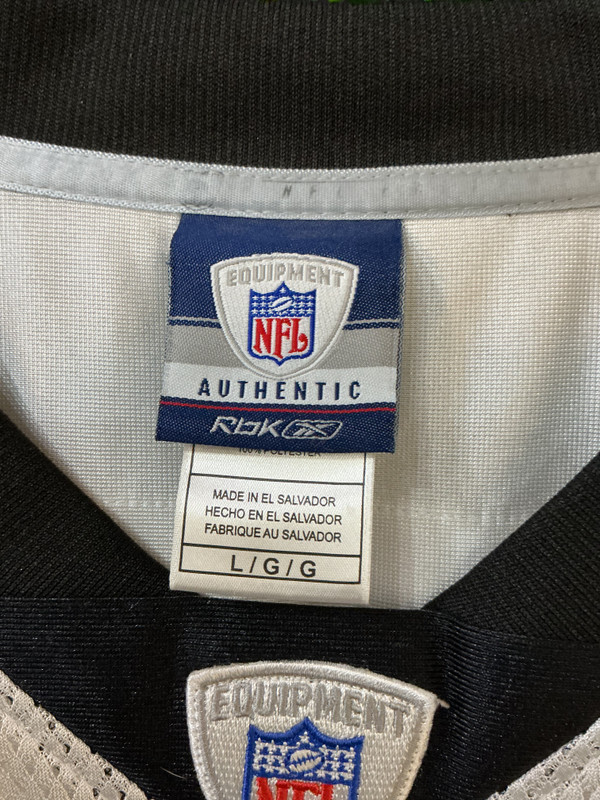 NFL
EQUIPMENT
NFL
AUTHENTIC
RbK
100% POLYESTER
MADE IN EL SALVADOR
HECHO EN EL SALVADOR
FABRIQUE AU SALVADOR
L/G/G
EQUIPMENT
NFL